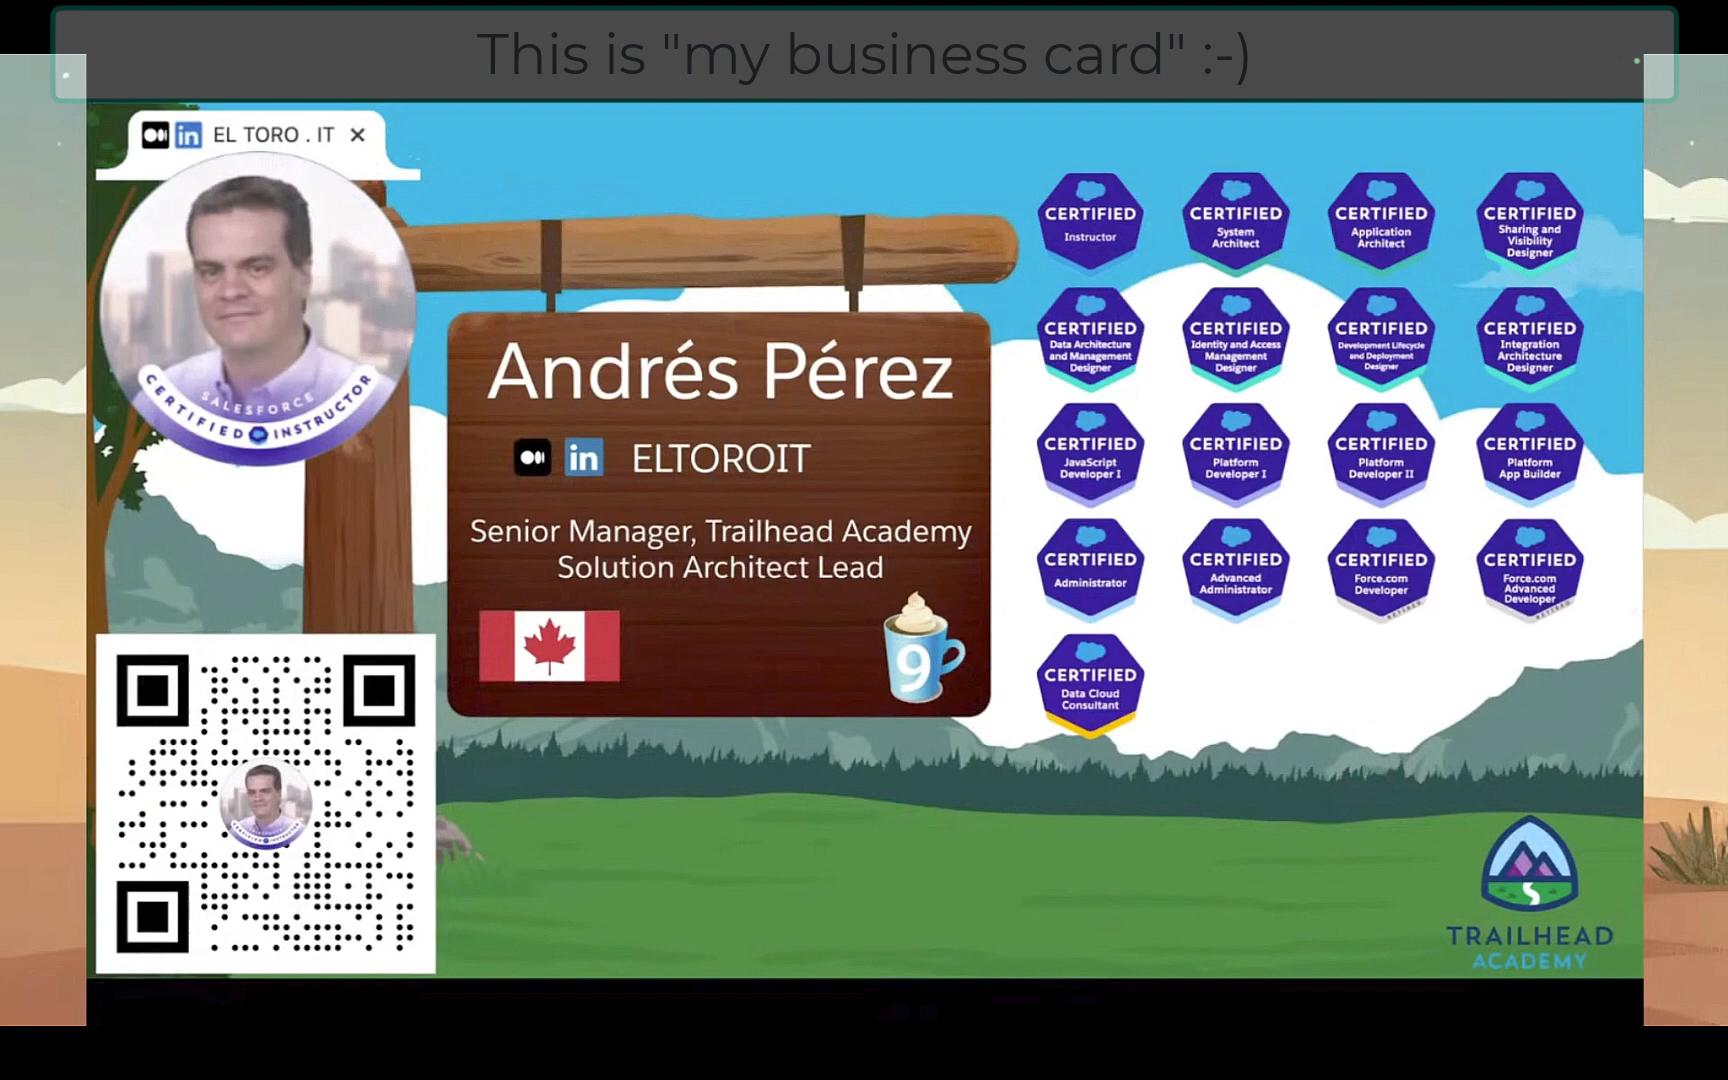 This is "my business card" :-)
in EL TORO . IT ×
SALESFORCE
CERTIFIED INSTRUCTOR
Andrés Pérez
in ELTOROIT
Senior Manager, Trailhead Academy
Solution Architect Lead
9
CERTIFIED
Instructor
CERTIFIED
System
Architect
CERTIFIED
Application
Architect
CERTIFIED
Sharing and
Visibility
Designer
CERTIFIED
Data Architecture
and Management
Designer
CERTIFIED
Identity and Access
Management
Designer
CERTIFIED
Development Lifecycle
and Deployment
Designer
CERTIFIED
Integration
Architecture
Designer
CERTIFIED
JavaScript
Developer I
CERTIFIED
Platform
Developer I
CERTIFIED
Platform
Developer II
CERTIFIED
Platform
App Builder
CERTIFIED
Administrator
CERTIFIED
Advanced
Administrator
CERTIFIED
Force.com
Developer
RETIRED
CERTIFIED
Force.com
Advanced
Developer
RETIRED
CERTIFIED
Data Cloud
Consultant
TRAILHEAD
ACADEMY